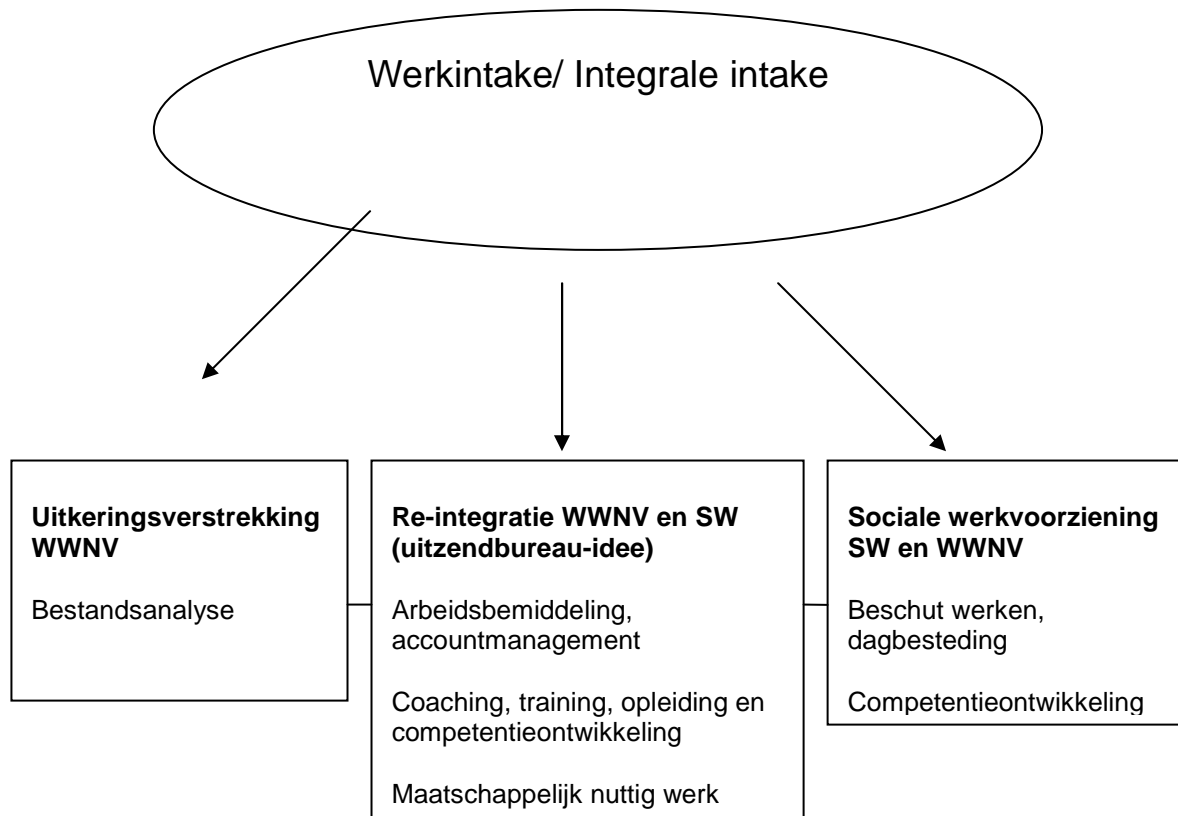 Werkintake/ Integrale intake
Uitkeringsverstrekking
WWNV
Bestandsanalyse
Re-integratie WWNV en SW
(uitzendbureau-idee)
Arbeidsbemiddeling,
accountmanagement
Coaching, training, opleiding en
competentieontwikkeling
Maatschappelijk nuttig werk
Sociale werkvoorziening
SW en WWNV
Beschut werken,
dagbesteding
Competentieontwikkeling